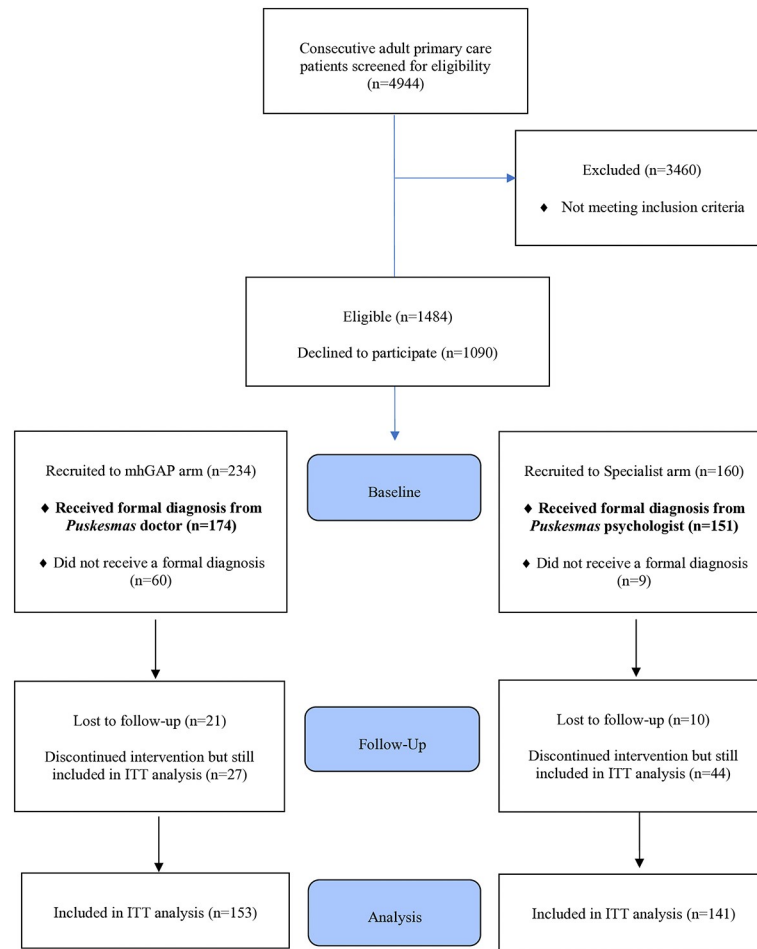 Consecutive adult primary care
patients screened for eligibility
(n=4944)
Excluded (n=3460)
♦ Not meeting inclusion criteria
Eligible (n=1484)
Declined to participate (n=1090)
Baseline
Recruited to mhGAP arm (n=234)
♦ Received formal diagnosis from
Puskesmas doctor (n=174)
♦ Did not receive a formal diagnosis
(n=60)
Recruited to Specialist arm (n=160)
♦ Received formal diagnosis from
Puskesmas psychologist (n=151)
♦ Did not receive a formal diagnosis
(n=9)
Follow-Up
Lost to follow-up (n=21)
Discontinued intervention but still
included in ITT analysis (n=27)
Lost to follow-up (n=10)
Discontinued intervention but still
included in ITT analysis (n=44)
Analysis
Included in ITT analysis (n=153)
Included in ITT analysis (n=141)